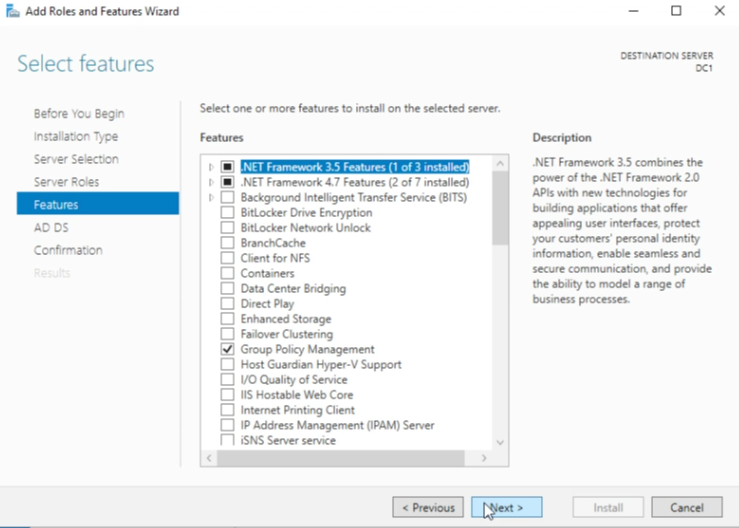 Add Roles and Features Wizard
Select features
DESTINATION SERVER
DC1
Before You Begin
Installation Type
Server Selection
Server Roles
Features
AD DS
Confirmation
Results
Select one or more features to install on the selected server.
Features
.NET Framework 3.5 Features (1 of 3 installed)
.NET Framework 4.7 Features (2 of 7 installed)
Background Intelligent Transfer Service (BITS)
BitLocker Drive Encryption
BitLocker Network Unlock
BranchCache
Client for NFS
Containers
Data Center Bridging
Direct Play
Enhanced Storage
Failover Clustering
Group Policy Management
Host Guardian Hyper-V Support
I/O Quality of Service
IIS Hostable Web Core
Internet Printing Client
IP Address Management (IPAM) Server
iSNS Server service
Description
.NET Framework 3.5 combines the
power of the .NET Framework 2.0
APIs with new technologies for
building applications that offer
appealing user interfaces, protect
your customers' personal identity
information, enable seamless and
secure communication, and provide
the ability to model a range of
business processes.
< Previous
Next >
Install
Cancel